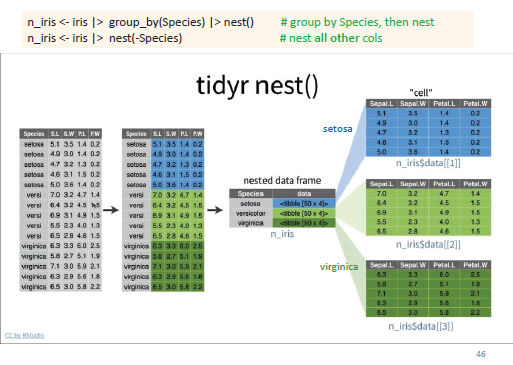 n_iris <- iris |> group_by(Species) |> nest() # group by Species, then nest
n_iris <- iris |> nest(-Species) # nest all other cols
tidyr nest()
Species S.L S.W P.L P.W
setosa 5.1 3.5 1.4 0.2
setosa 4.9 3.0 1.4 0.2
setosa 4.7 3.2 1.3 0.2
setosa 4.6 3.1 1.5 0.2
setosa 5.0 3.6 1.4 0.2
versi 7.0 3.2 4.7 1.4
versi 6.4 3.2 4.5 1.5
versi 6.9 3.1 4.9 1.5
versi 5.5 2.3 4.0 1.3
versi 6.5 2.8 4.6 1.5
virginica 6.3 3.3 6.0 2.5
virginica 5.8 2.7 5.1 1.9
virginica 7.1 3.0 5.9 2.1
virginica 6.3 2.9 5.6 1.8
virginica 6.5 3.0 5.8 2.2
Species S.L S.W P.L P.W
setosa 5.1 3.5 1.4 0.2
setosa 4.9 3.0 1.4 0.2
setosa 4.7 3.2 1.3 0.2
setosa 4.6 3.1 1.5 0.2
setosa 5.0 3.6 1.4 0.2
versi 7.0 3.2 4.7 1.4
versi 6.4 3.2 4.5 1.5
versi 6.9 3.1 4.9 1.5
versi 5.5 2.3 4.0 1.3
versi 6.5 2.8 4.6 1.5
virginica 6.3 3.3 6.0 2.5
virginica 5.8 2.7 5.1 1.9
virginica 7.1 3.0 5.9 2.1
virginica 6.3 2.9 5.6 1.8
virginica 6.5 3.0 5.8 2.2
nested data frame
Species data
setosa <tibble [50 x 4]>
versicolor <tibble [50 x 4]>
virginica <tibble [50 x 4]>
n_iris
"cell"
setosa
Sepal.L Sepal.W Petal.L Petal.W
5.1 3.5 1.4 0.2
4.9 3.0 1.4 0.2
4.7 3.2 1.3 0.2
4.6 3.1 1.5 0.2
5.0 3.6 1.4 0.2
n_iris$data[[1]]
Sepal.L Sepal.W Petal.L Petal.W
7.0 3.2 4.7 1.4
6.4 3.2 4.5 1.5
6.9 3.1 4.9 1.5
5.5 2.3 4.0 1.3
6.5 2.8 4.6 1.5
n_iris$data[[2]]
virginica
Sepal.L Sepal.W Petal.L Petal.W
6.3 3.3 6.0 2.5
5.8 2.7 5.1 1.9
7.1 3.0 5.9 2.1
6.3 2.9 5.6 1.8
6.5 3.0 5.8 2.2
n_iris$data[[3]]
CC by RStudio
46